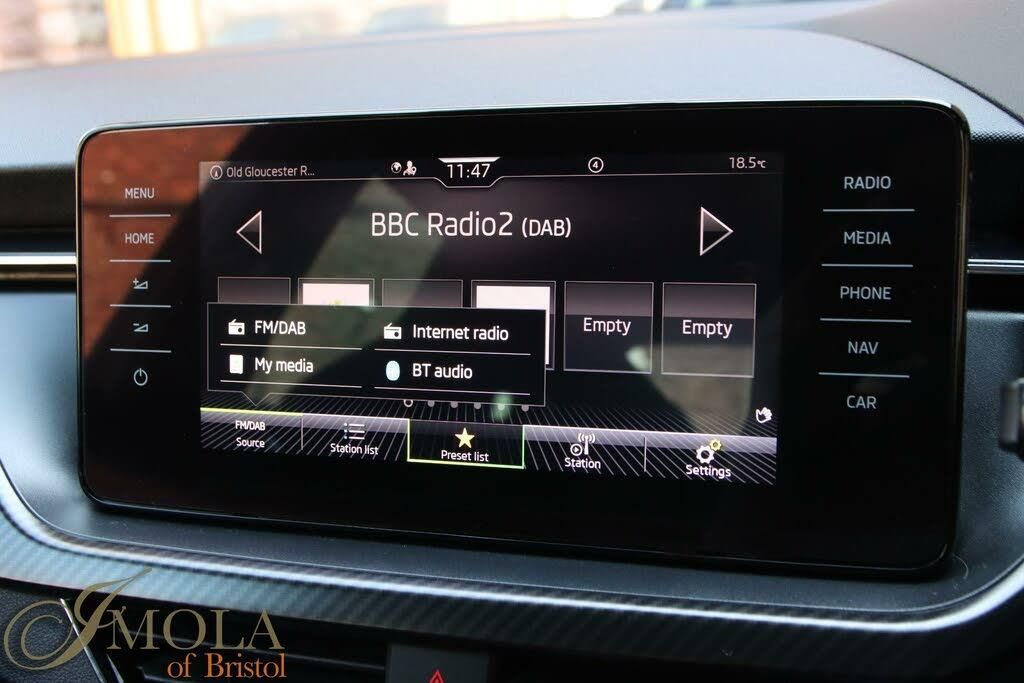 Old Gloucester R...
11:47
4
18.5°C
MENU
HOME
RADIO
MEDIA
PHONE
NAV
CAR
BBC Radio2 (DAB)
FM/DAB
Internet radio
My media
BT audio
Empty
Empty
FM/DAB
Source
Station list
Preset list
Station
Settings
IMOLA
of Bristol